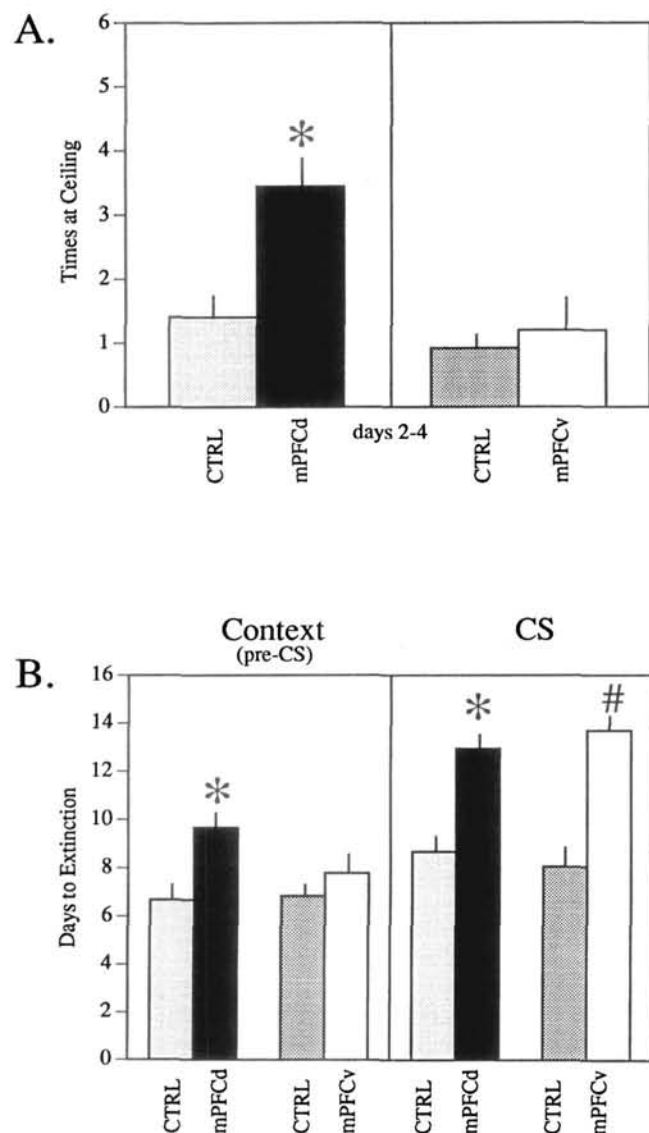 A.
6
5
4
3
2
1
0
Times at Ceiling
*
CTRL
mPFCd
days 2-4
CTRL
mPFCv
Context
(pre-CS)
CS
B.
16
14
12
10
8
6
4
2
0
Days to Extinction
*
*
#
CTRL
mPFCd
CTRL
mPFCv
CTRL
mPFCd
CTRL
mPFCv